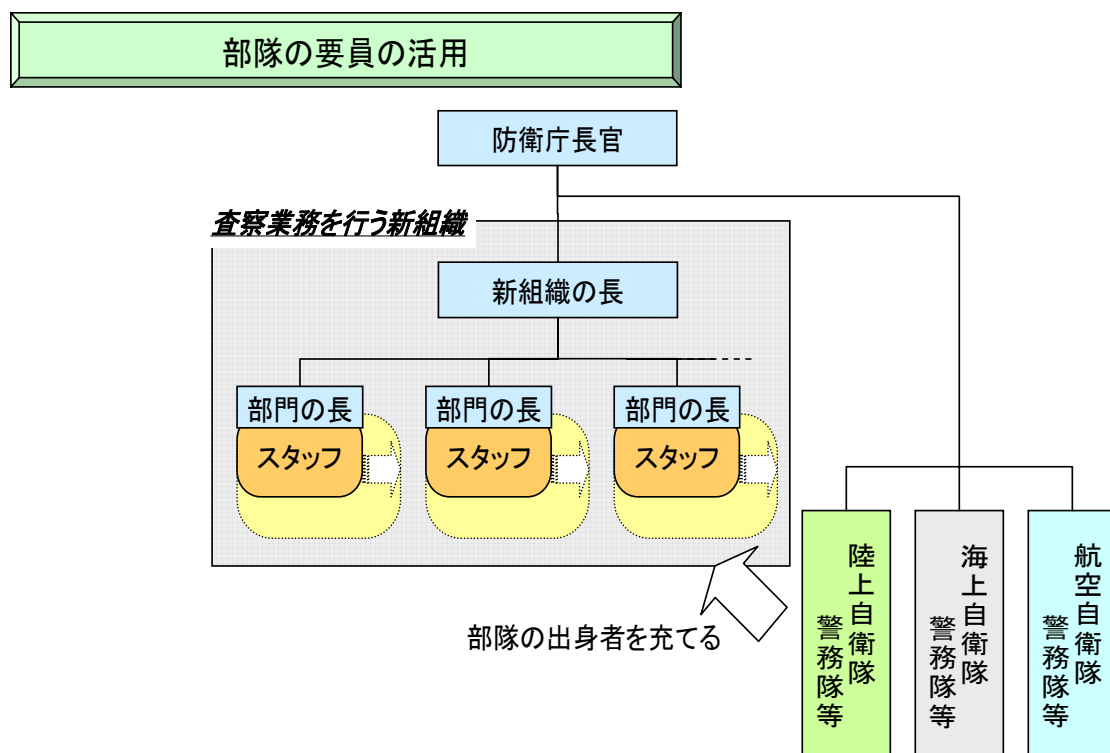 部隊の要員の活用
防衛庁長官
査察業務を行う新組織
新組織の長
部門の長
部門の長
部門の長
スタッフ
スタッフ
スタッフ
部隊の出身者を充てる
陸上自衛隊
警務隊等
海上自衛隊
警務隊等
航空自衛隊
警務隊等